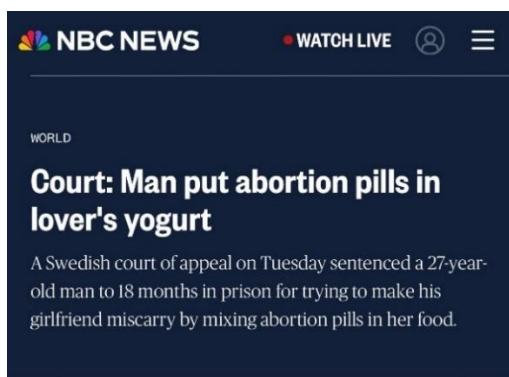 NBC NEWS
WATCH LIVE
WORLD
Court: Man put abortion pills in
lover's yogurt
A Swedish court of appeal on Tuesday sentenced a 27-year-
old man to 18 months in prison for trying to make his
girlfriend miscarry by mixing abortion pills in her food.